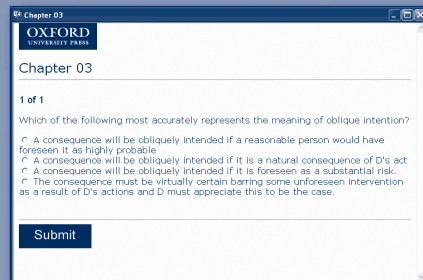 Chapter 03
OXFORD
UNIVERSITY PRESS
Chapter 03
1 of 1
Which of the following most accurately represents the meaning of oblique intention?
A consequence will be obliquely intended if a reasonable person would have
foreseen it as highly probable
A consequence will be obliquely intended if it is a natural consequence of D's act
A consequence will be obliquely intended if it is foreseen as a substantial risk.
The consequence must be virtually certain barring some unforeseen intervention
as a result of D's actions and D must appreciate this to be the case.
Submit